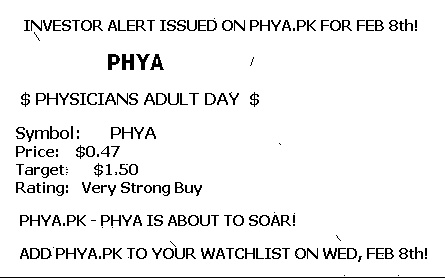 INVESTOR ALERT ISSUED ON PHYA.PK FOR FEB 8th!
PHYA
$ PHYSICIANS ADULT DAY $
Symbol: PHYA
Price: $0.47
Target: $1.50
Rating: Very Strong Buy
PHYA.PK - PHYA IS ABOUT TO SOAR!
ADD PHYA.PK TO YOUR WATCHLIST ON WED, FEB 8th!